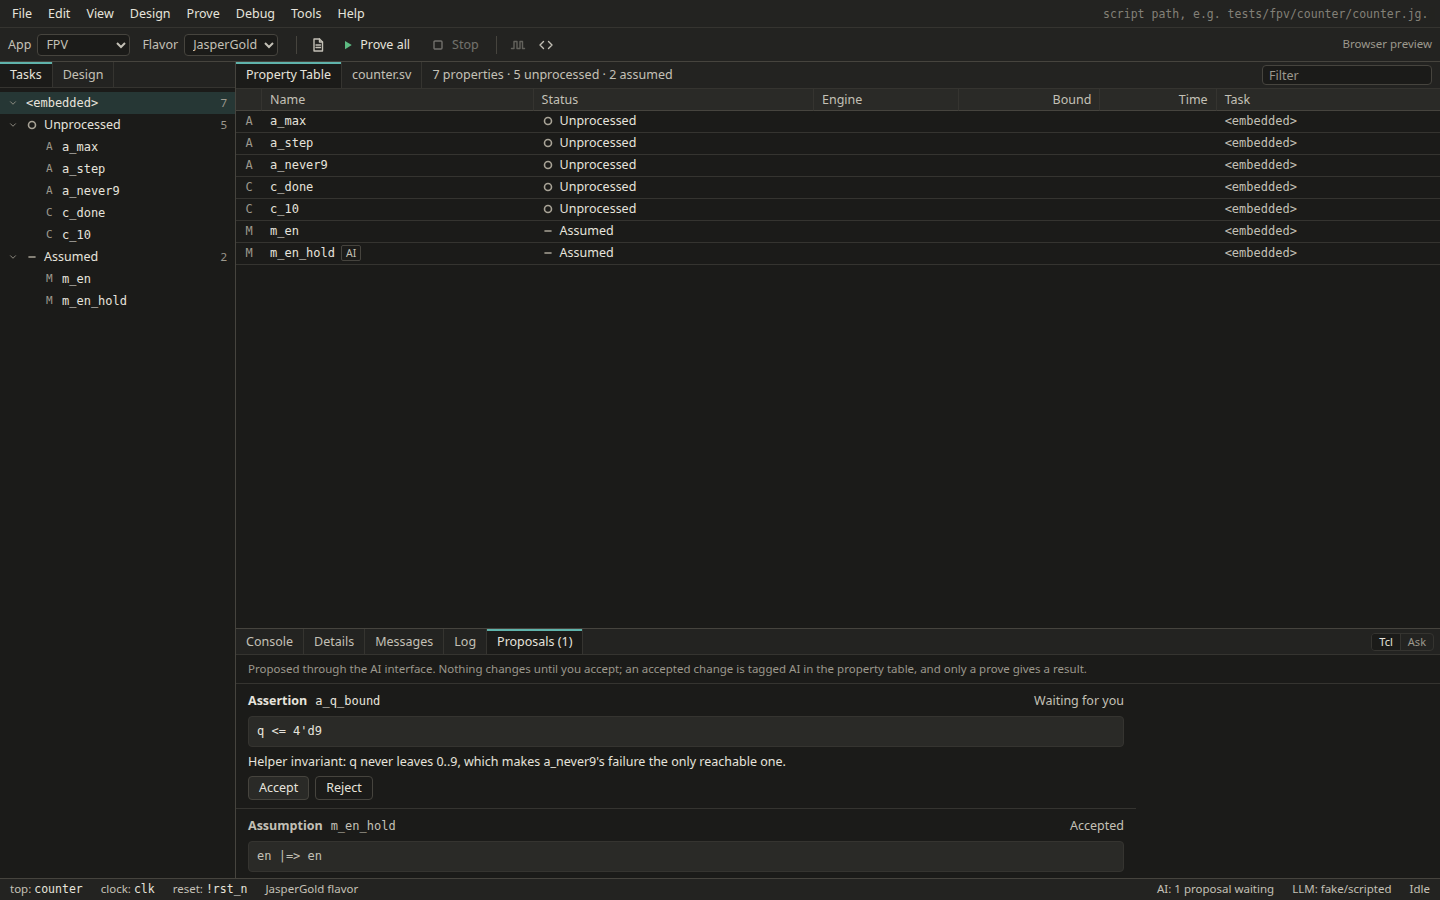 File Edit View Design Prove Debug Tools Help script path, e.g. tests/fpv/counter/counter.jg.
App FPV Flavor JasperGold Prove all Stop Browser preview
Tasks Design Property Table counter.sv 7 properties · 5 unprocessed · 2 assumed Filter
<embedded> 7
Unprocessed 5
A a_max
A a_step
A a_never9
C c_done
C c_10
Assumed 2
M m_en
M m_en_hold
Name Status Engine Bound Time Task
A a_max Unprocessed <embedded>
A a_step Unprocessed <embedded>
A a_never9 Unprocessed <embedded>
C c_done Unprocessed <embedded>
C c_10 Unprocessed <embedded>
M m_en Assumed <embedded>
M m_en_hold AI Assumed <embedded>
Console Details Messages Log Proposals (1) Tcl Ask
Proposed through the AI interface. Nothing changes until you accept; an accepted change is tagged AI in the property table, and only a prove gives a result.
Assertion a_q_bound Waiting for you
q <= 4'd9
Helper invariant: q never leaves 0..9, which makes a_never9's failure the only reachable one.
Accept Reject
Assumption m_en_hold Accepted
en |=> en
top: counter clock: clk reset: !rst_n JasperGold flavor AI: 1 proposal waiting LLM: fake/scripted Idle